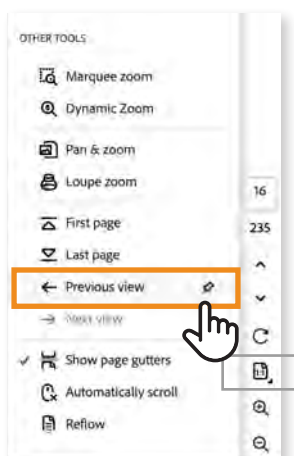 OTHER TOOLS
Marquee zoom
Dynamic Zoom
Pan & zoom
Loupe zoom
16
First page
235
Last page
Previous view
Next view
Show page gutters
Automatically scroll
Reflow